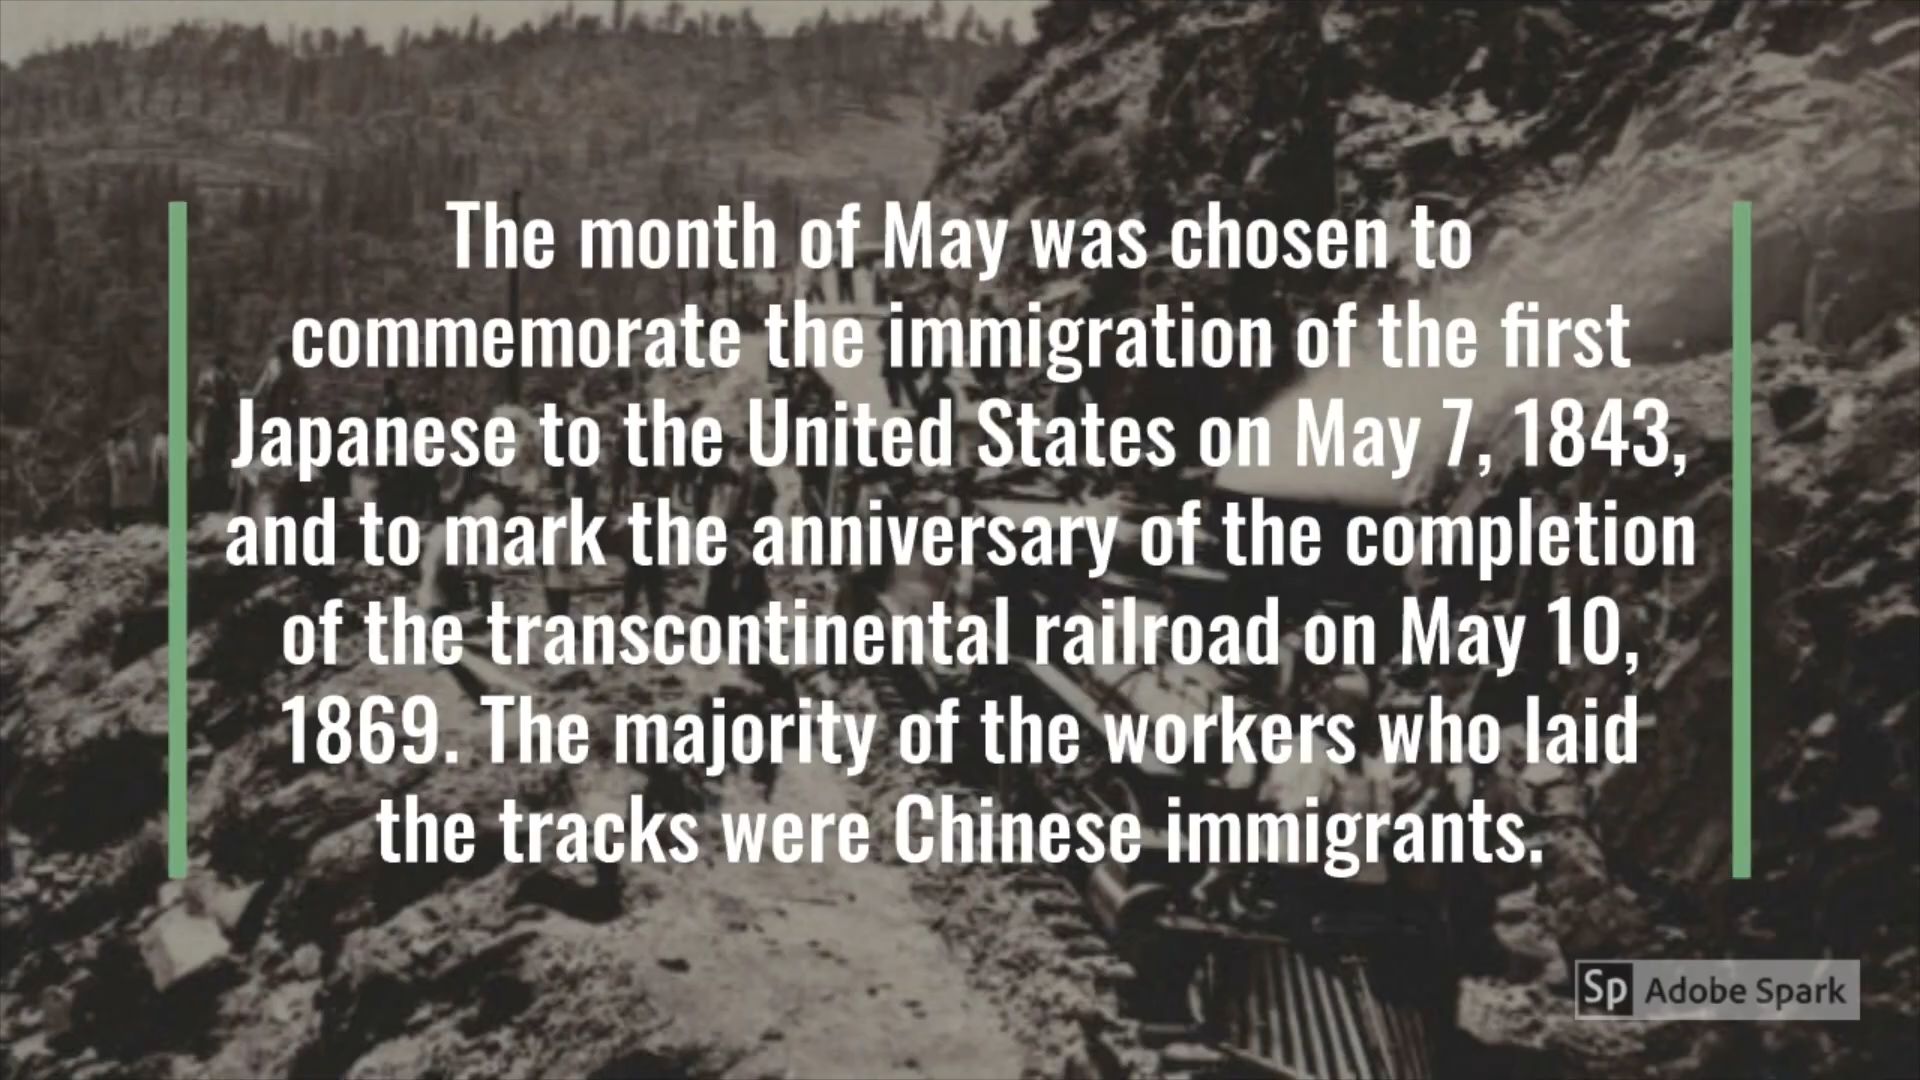 The month of May was chosen to
commemorate the immigration of the first
Japanese to the United States on May 7, 1843,
and to mark the anniversary of the completion
of the transcontinental railroad on May 10,
1869. The majority of the workers who laid
the tracks were Chinese immigrants.
Sp Adobe Spark